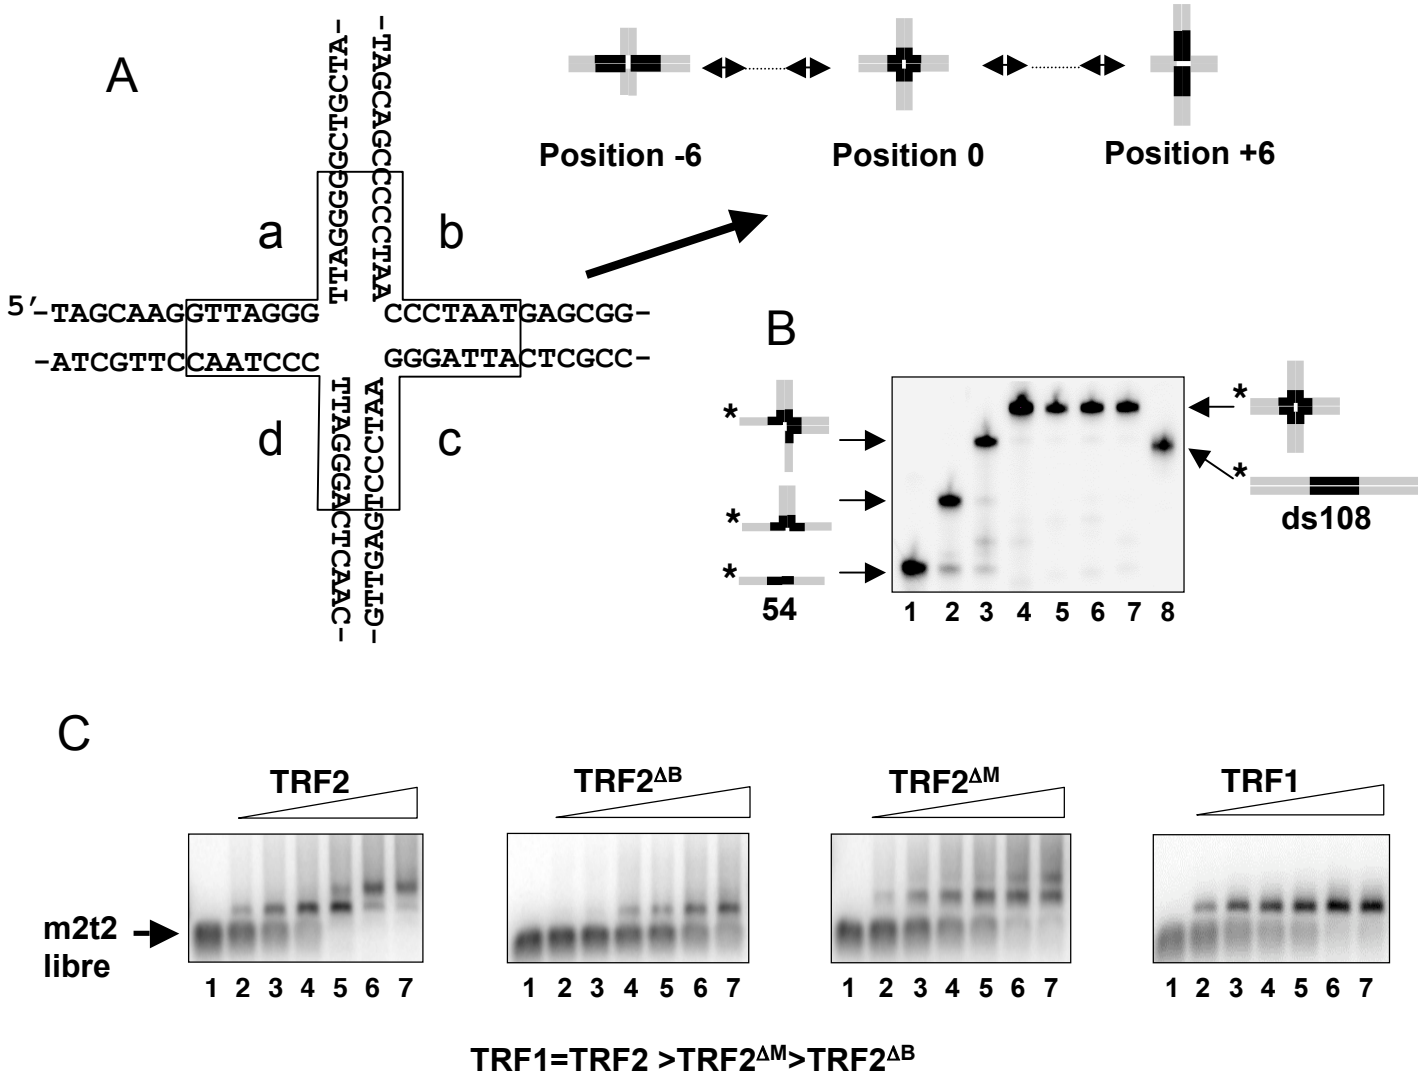 A
TTAGGGGGCTGCTA–
–TAGCAGCCCCCTAA
a
b
5′–TAGCAAGGTTAGGG
CCCTAATGAGCGG–
–ATCGTTCCAATCCC
GGGATTACTCGCC–
d
c
TTAGGGACTCAAC–
–GTTGAGTCCCTAA
Position -6
Position 0
Position +6
B
*
*
*
54
*
*
ds108
1 2 3 4 5 6 7 8
C
TRF2
TRF2ΔB
TRF2ΔM
TRF1
m2t2
libre
1 2 3 4 5 6 7
1 2 3 4 5 6 7
1 2 3 4 5 6 7
1 2 3 4 5 6 7
TRF1=TRF2 >TRF2ΔM>TRF2ΔB